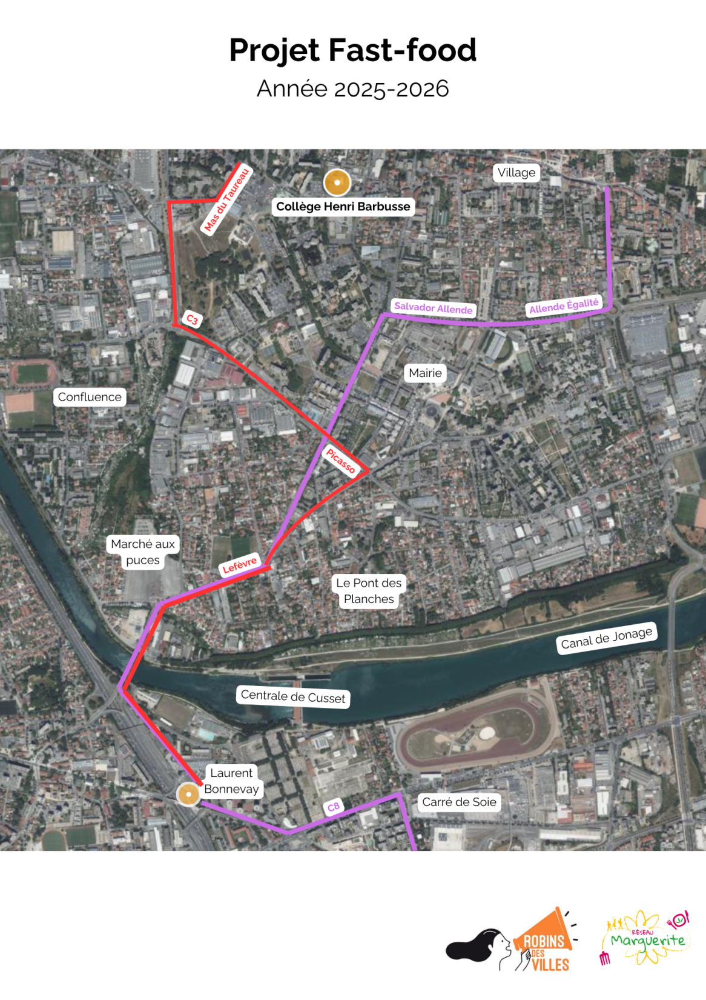 Projet Fast-food
Année 2025-2026
Mas du Taureau
Village
Collège Henri Barbusse
Salvador Allende
Allende Égalité
C3
Mairie
Confluence
Picasso
Marché aux
puces
Lefèvre
Le Pont des
Planches
Canal de Jonage
Centrale de Cusset
Laurent
Bonnevay
C8
Carré de Soie
ROBINS
DES
VILLES
RÉSEAU
Marguerite